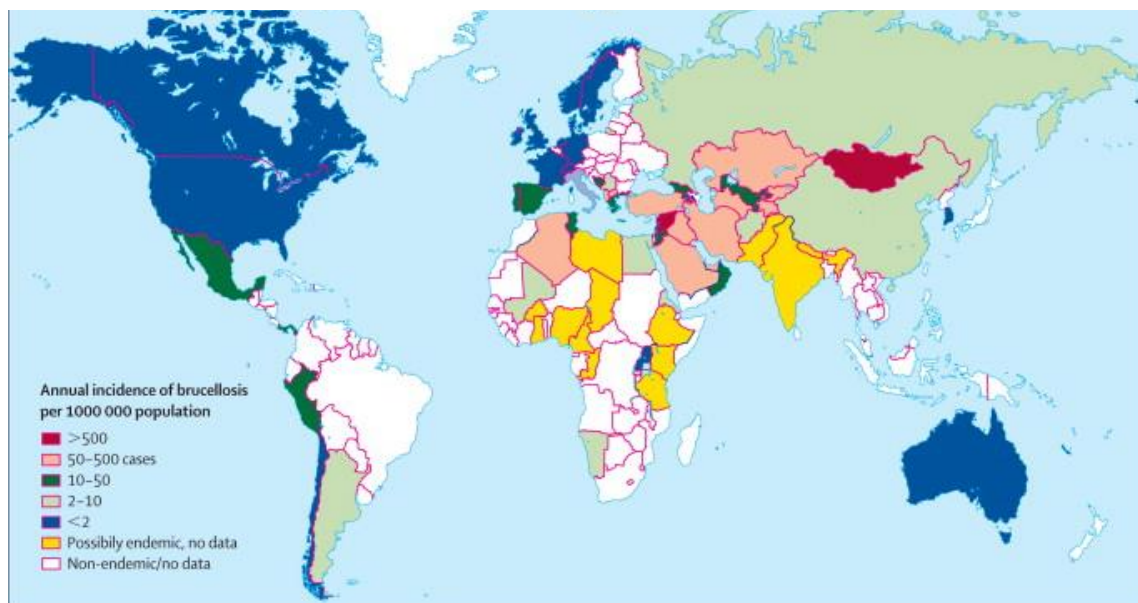 Annual incidence of brucellosis
per 1000 000 population
>500
50–500 cases
10–50
2–10
<2
Possibily endemic, no data
Non-endemic/no data